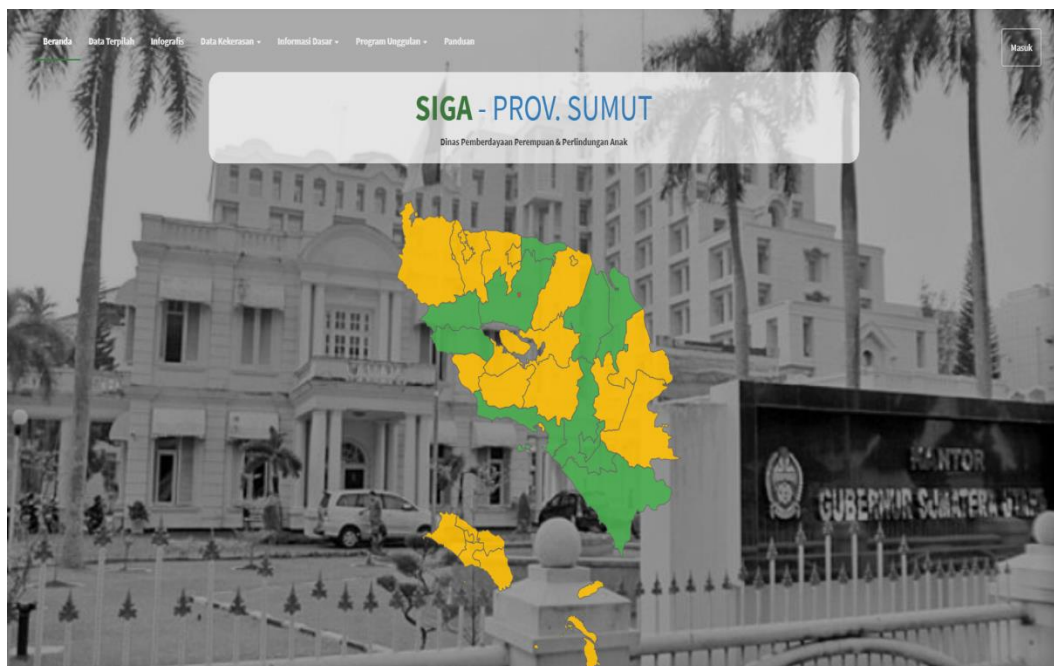 Beranda Data Terpilah Infografis Data Kekerasan Informasi Dasar Program Unggulan Panduan Masuk
SIGA - PROV. SUMUT
Dinas Pemberdayaan Perempuan & Perlindungan Anak
KANTOR
GUBERNUR SUMATERA